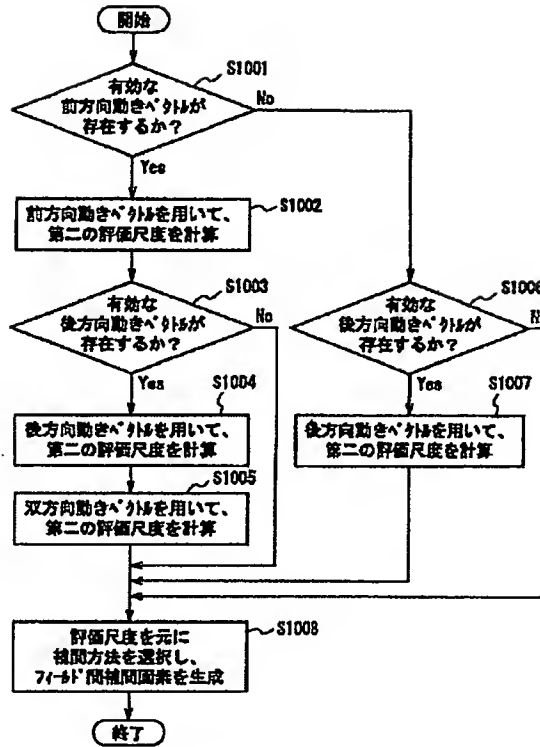 開始
S1001
有効な
前方向動きベクトルが
存在するか?
No
Yes
S1002
前方向動きベクトルを用いて、
第二の評価尺度を計算
S1003
有効な
後方向動きベクトルが
存在するか?
No
Yes
S1006
有効な
後方向動きベクトルが
存在するか?
Yes
S1004
後方向動きベクトルを用いて、
第二の評価尺度を計算
S1007
後方向動きベクトルを用いて、
第二の評価尺度を計算
S1005
双方向動きベクトルを用いて、
第二の評価尺度を計算
S1008
評価尺度を元に
補間方法を選択し、
フィールド間補間画素を生成
終了